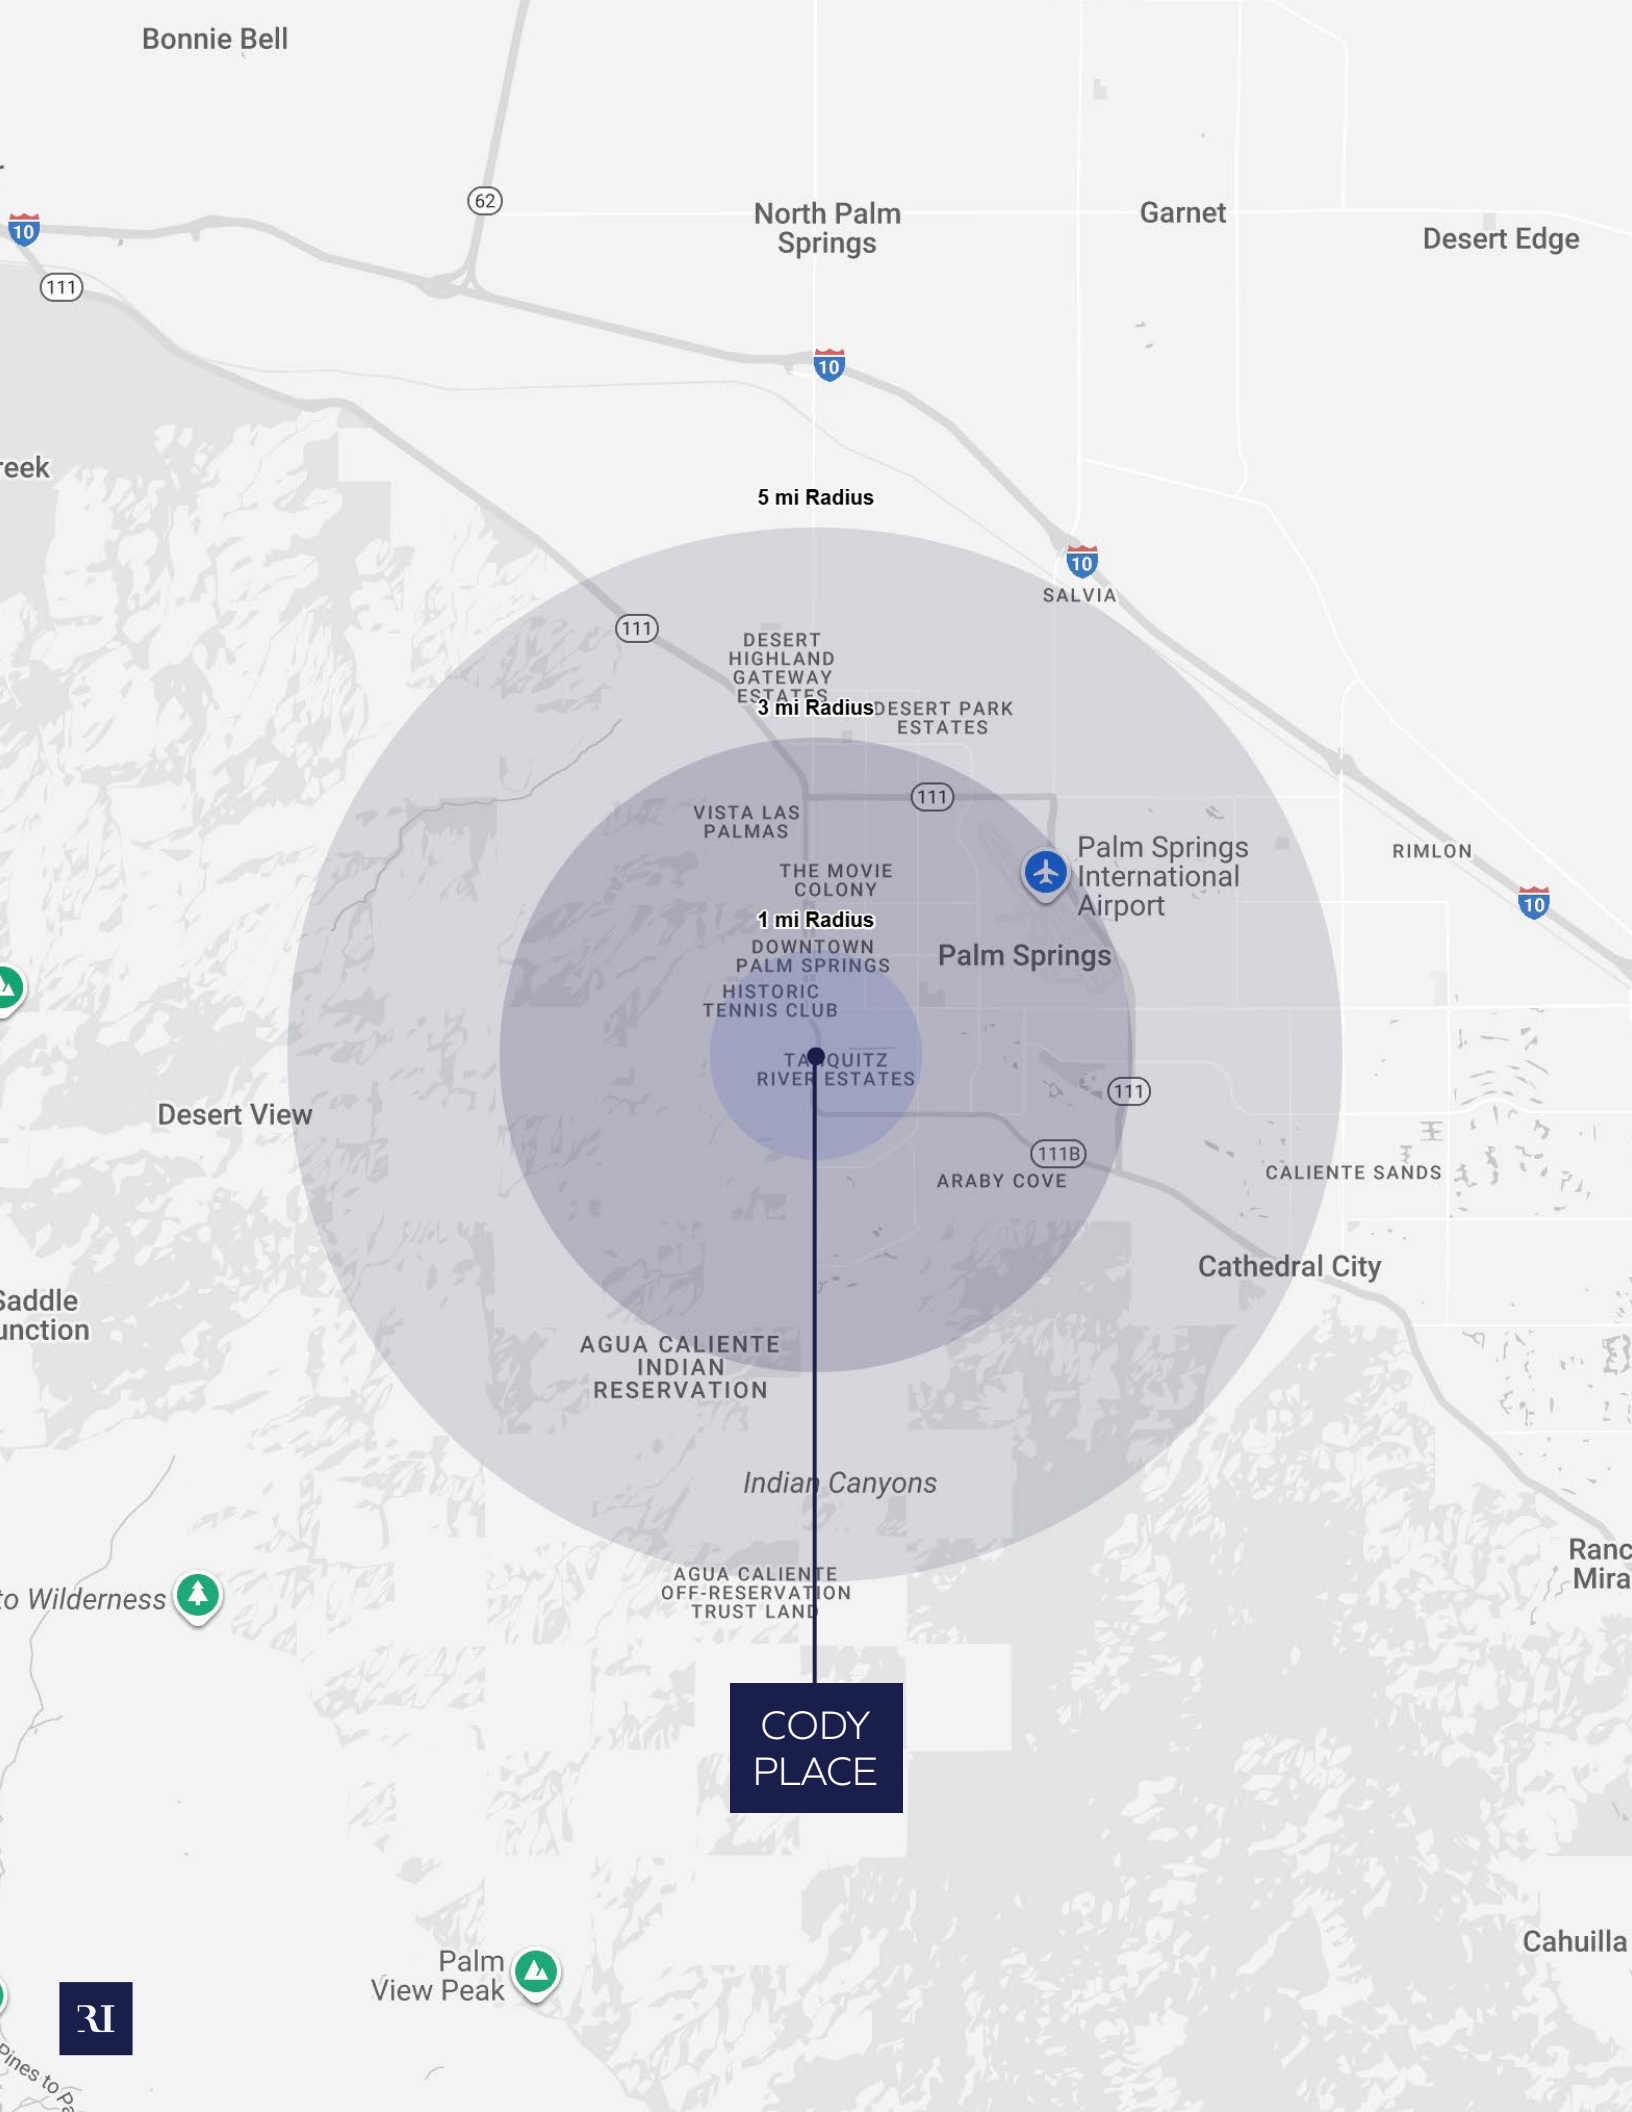 Bonnie Bell
62
North Palm
Springs
Garnet
Desert Edge
10
111
10
reek
5 mi Radius
10
SALVIA
111
DESERT
HIGHLAND
GATEWAY
ESTATES
3 mi Radius
DESERT PARK
ESTATES
111
VISTA LAS
PALMAS
Palm Springs
International
Airport
RIMLON
THE MOVIE
COLONY
10
1 mi Radius
DOWNTOWN
PALM SPRINGS
Palm Springs
HISTORIC
TENNIS CLUB
TAHQUITZ
RIVER ESTATES
111
Desert View
111B
ARABY COVE
CALIENTE SANDS
Cathedral City
Saddle
unction
AGUA CALIENTE
INDIAN
RESERVATION
Indian Canyons
Ranc
Mira
AGUA CALIENTE
OFF-RESERVATION
TRUST LAND
to Wilderness
CODY
PLACE
Cahuilla
Palm
View Peak
RI
Pines to Pa